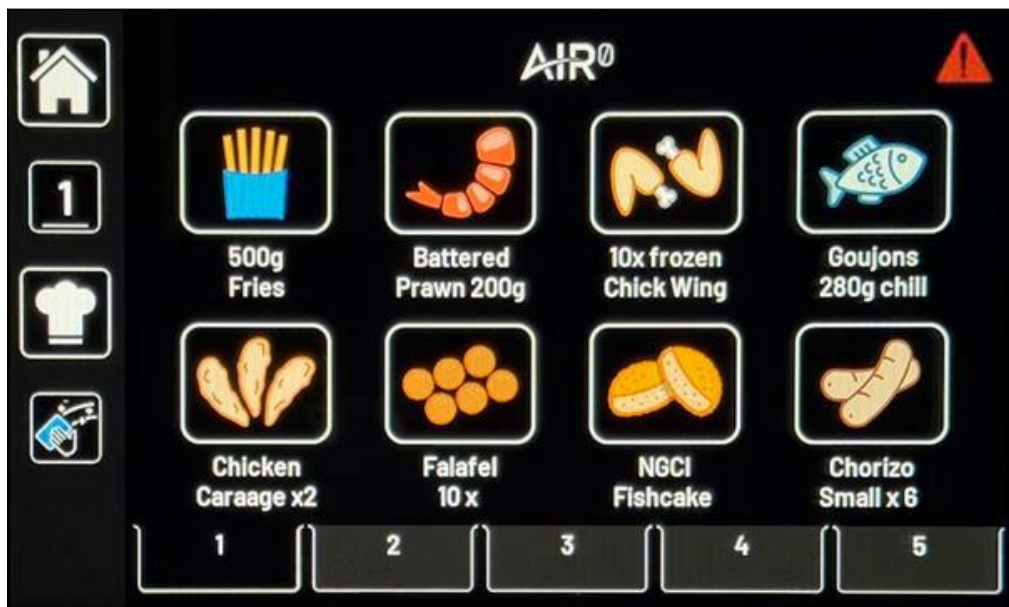 AIR0
1
500g
Fries
Battered
Prawn 200g
10x frozen
Chick Wing
Goujons
280g chill
Chicken
Caraage x2
Falafel
10 x
NGCI
Fishcake
Chorizo
Small x 6
1
2
3
4
5